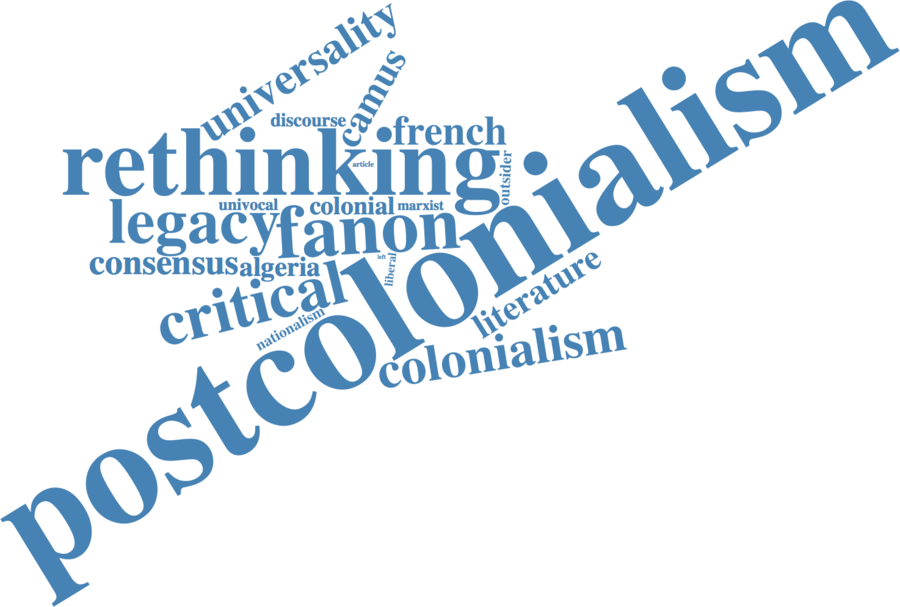 universality
camus
discourse
french
rethinking
article
outsider
postcolonialism
univocal
colonial
marxist
legacy
fanon
consensus
algeria
left
liberal
critical
nationalism
literature
colonialism